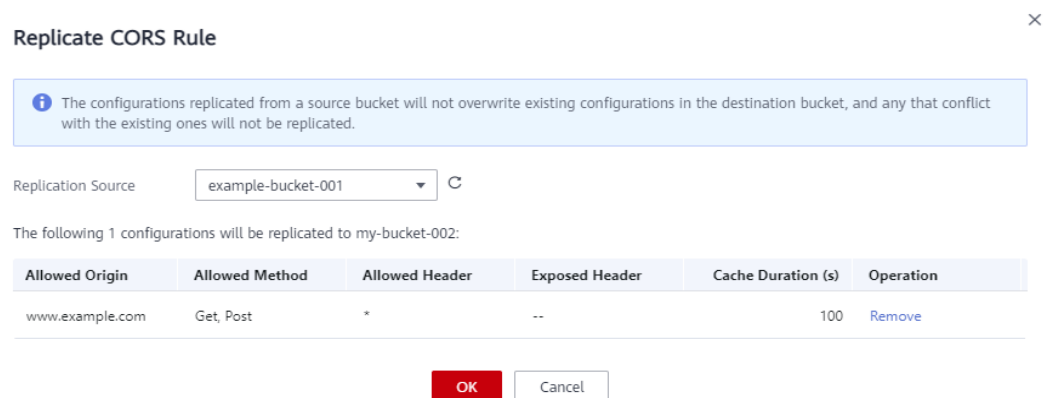 Replicate CORS Rule
The configurations replicated from a source bucket will not overwrite existing configurations in the destination bucket, and any that conflict
with the existing ones will not be replicated.
Replication Source example-bucket-001
The following 1 configurations will be replicated to my-bucket-002:
Allowed Origin Allowed Method Allowed Header Exposed Header Cache Duration (s) Operation
www.example.com Get, Post * -- 100 Remove
OK Cancel